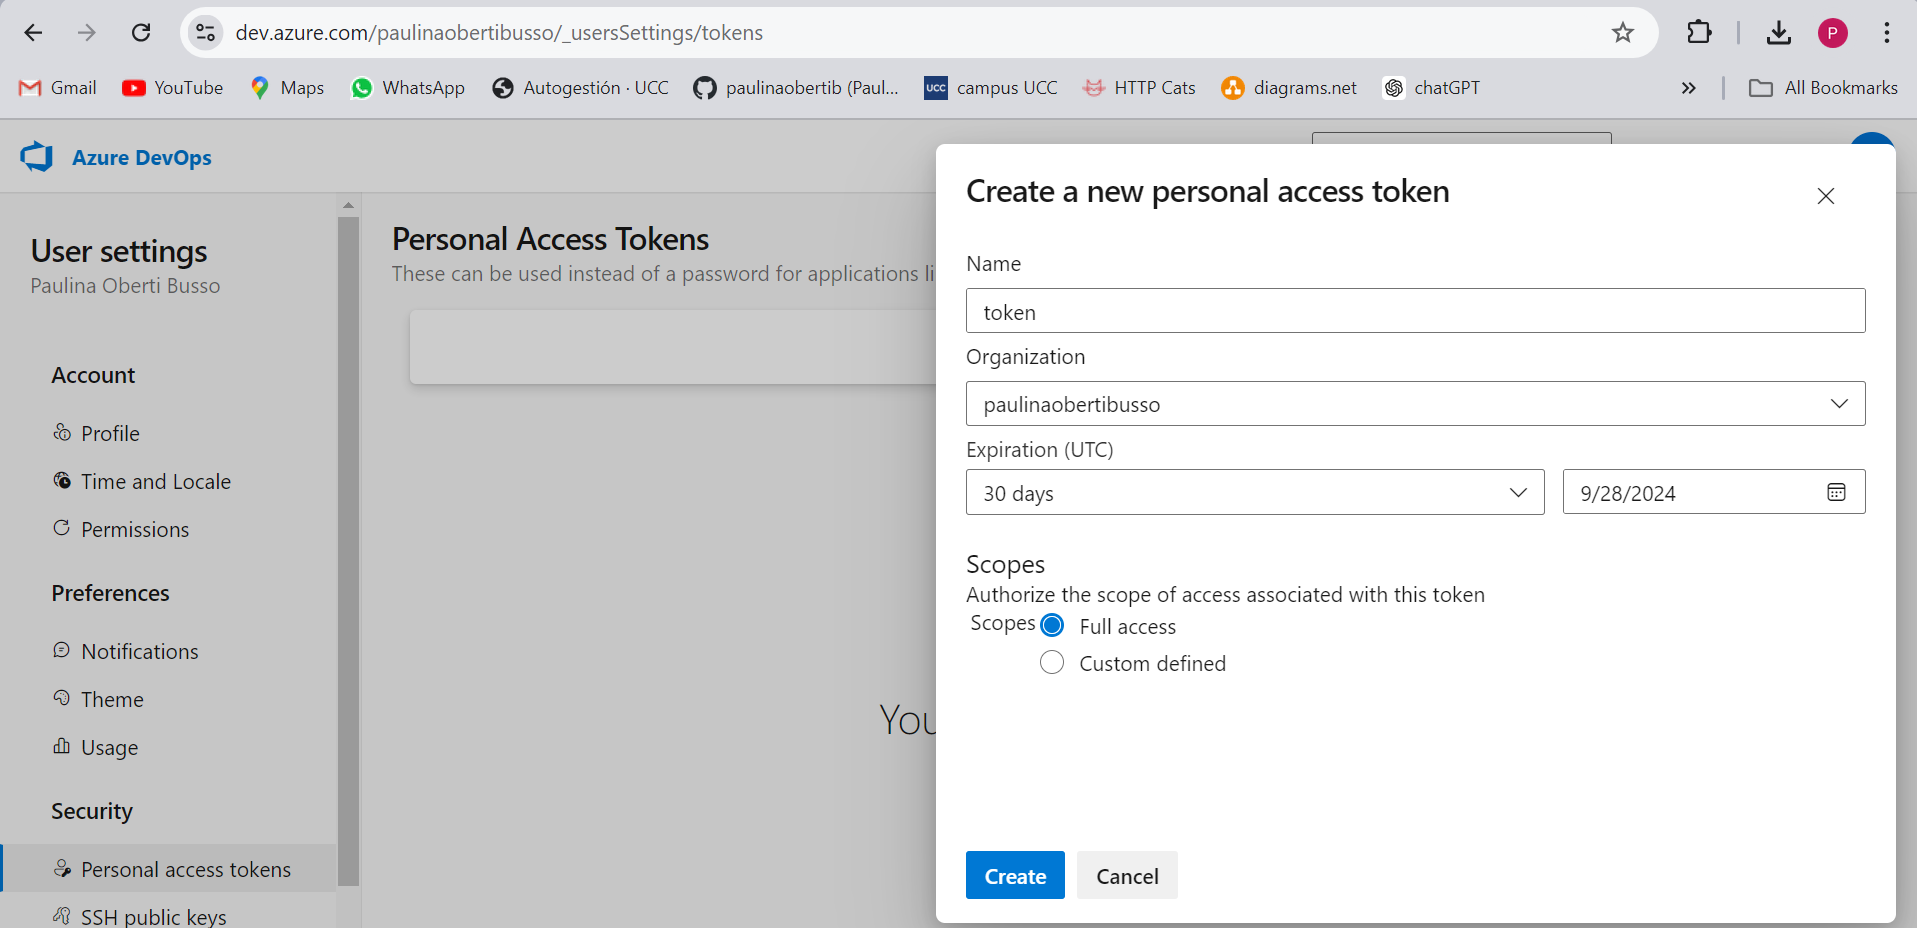 dev.azure.com/paulinaobertibusso/_usersSettings/tokens
P
Gmail
YouTube
Maps
WhatsApp
Autogestión · UCC
paulinaobertib (Paul...
UCC
campus UCC
HTTP Cats
diagrams.net
chatGPT
All Bookmarks
Azure DevOps
User settings
Paulina Oberti Busso
Account
Profile
Time and Locale
Permissions
Preferences
Notifications
Theme
Usage
Security
Personal access tokens
SSH public keys
Personal Access Tokens
These can be used instead of a password for applications li
You
Create a new personal access token
Name
token
Organization
paulinaobertibusso
Expiration (UTC)
30 days
9/28/2024
Scopes
Authorize the scope of access associated with this token
Scopes
Full access
Custom defined
Create
Cancel